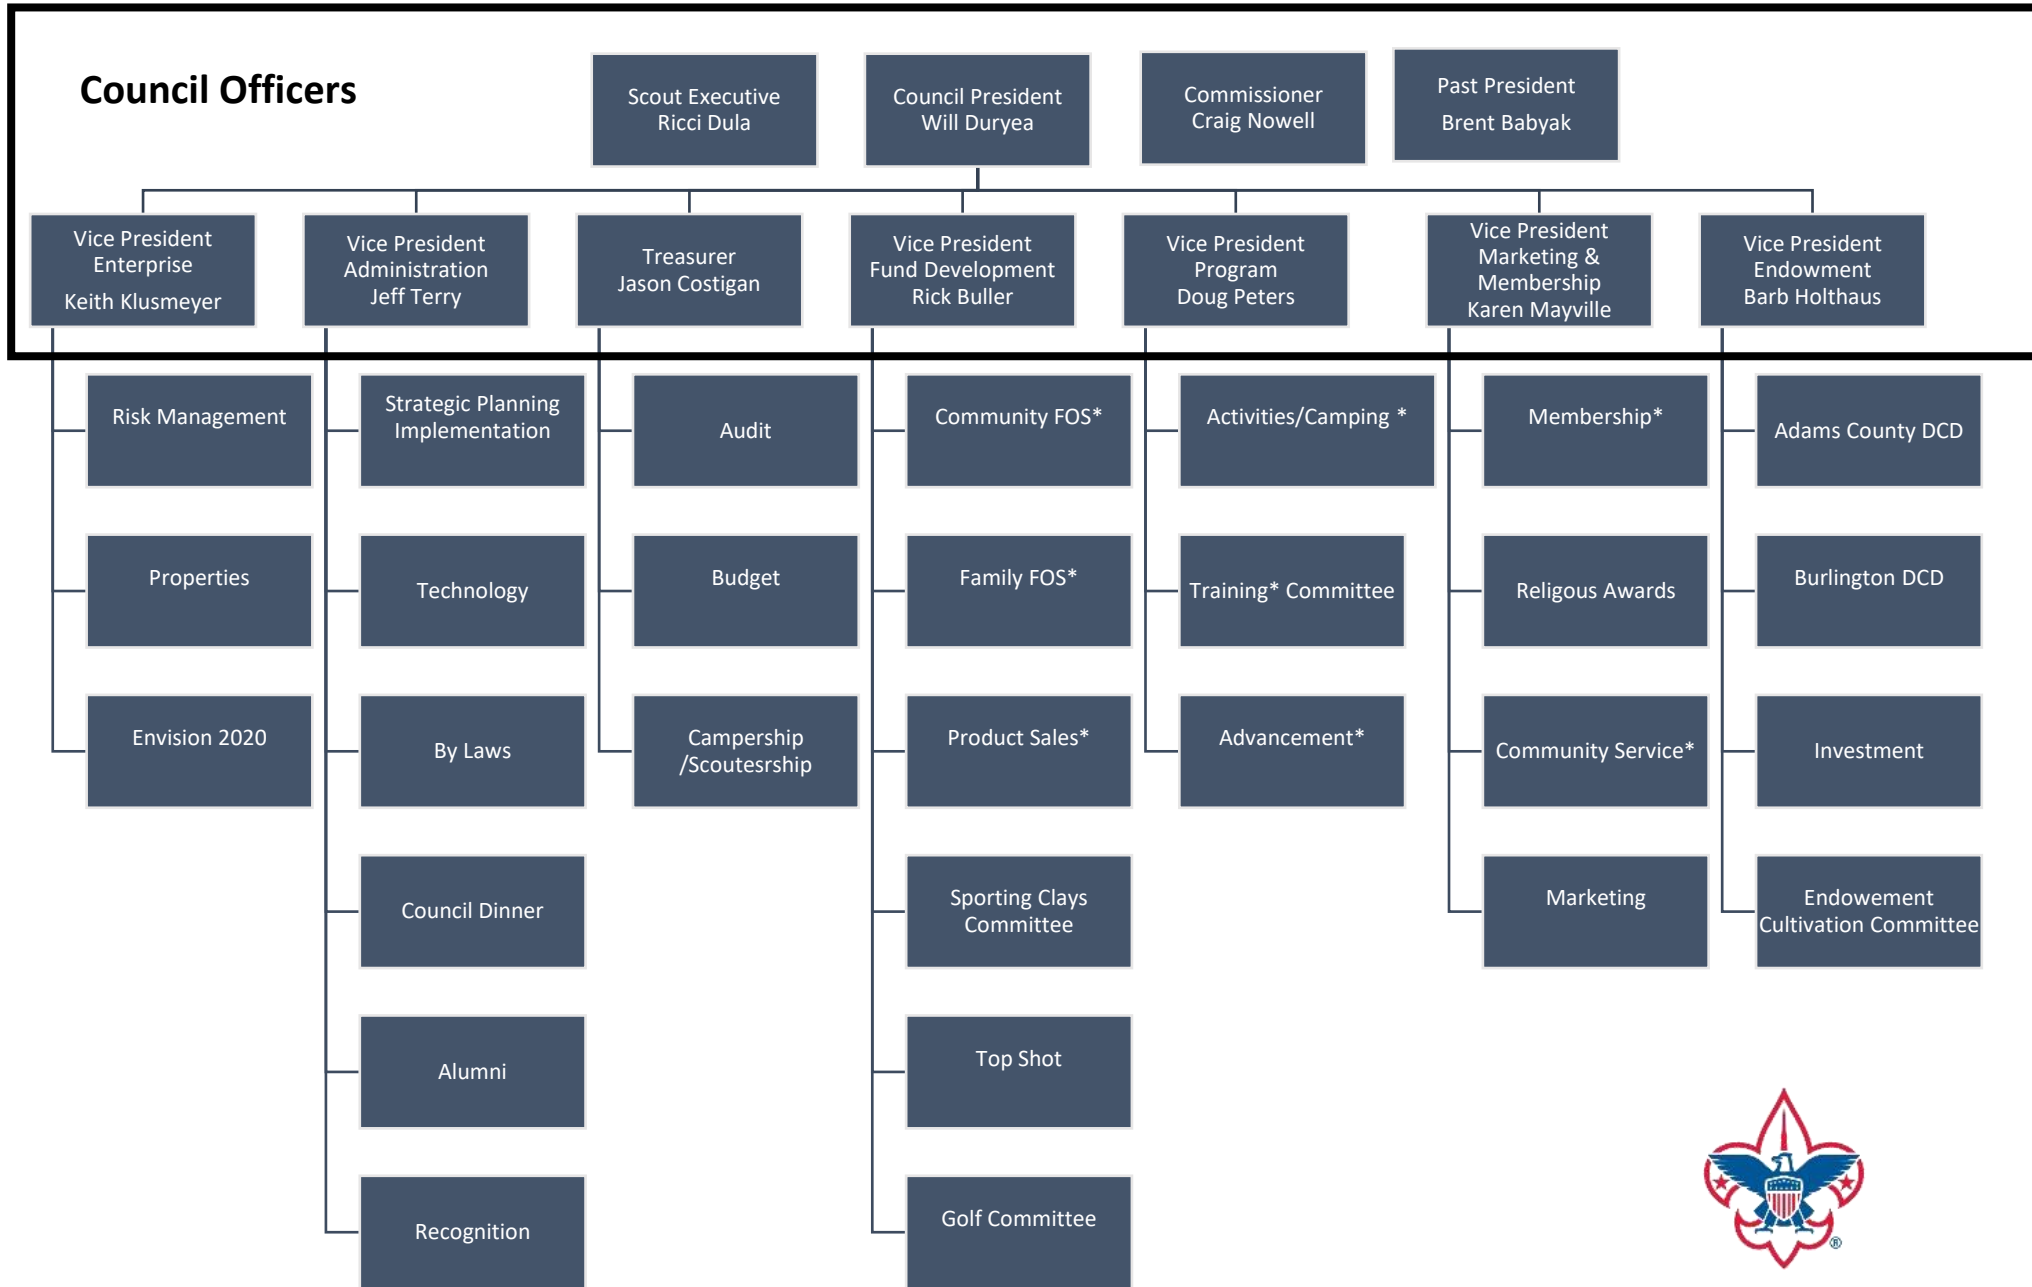 Council Officers
Scout Executive
Ricci Dula
Council President
Will Duryea
Commissioner
Craig Nowell
Past President
Brent Babyak
Vice President
Enterprise
Keith Klusmeyer
Vice President
Administration
Jeff Terry
Treasurer
Jason Costigan
Vice President
Fund Development
Rick Buller
Vice President
Program
Doug Peters
Vice President
Marketing &
Membership
Karen Mayville
Vice President
Endowment
Barb Holthaus
Risk Management
Properties
Envision 2020
Strategic Planning
Implementation
Technology
By Laws
Council Dinner
Alumni
Recognition
Audit
Budget
Campership
/Scoutesrship
Community FOS*
Family FOS*
Product Sales*
Sporting Clays
Committee
Top Shot
Golf Committee
Activities/Camping *
Training* Committee
Advancement*
Membership*
Religous Awards
Community Service*
Marketing
Adams County DCD
Burlington DCD
Investment
Endowement
Cultivation Committee
®